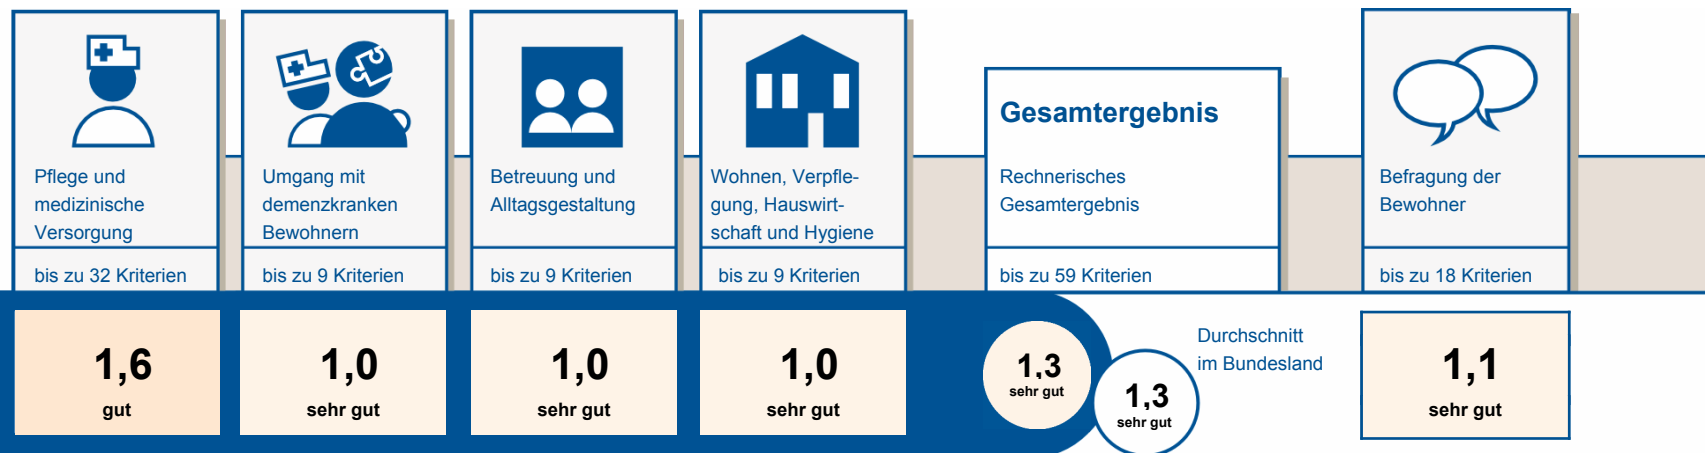 Pflege und
medizinische
Versorgung
bis zu 32 Kriterien
1,6
gut
Umgang mit
demenzkranken
Bewohnern
bis zu 9 Kriterien
1,0
sehr gut
Betreuung und
Alltagsgestaltung
bis zu 9 Kriterien
1,0
sehr gut
Wohnen, Verpfle-
gung, Hauswirt-
schaft und Hygiene
bis zu 9 Kriterien
1,0
sehr gut
Gesamtergebnis
Rechnerisches
Gesamtergebnis
bis zu 59 Kriterien
1,3
sehr gut
Durchschnitt
im Bundesland
1,3
sehr gut
Befragung der
Bewohner
bis zu 18 Kriterien
1,1
sehr gut